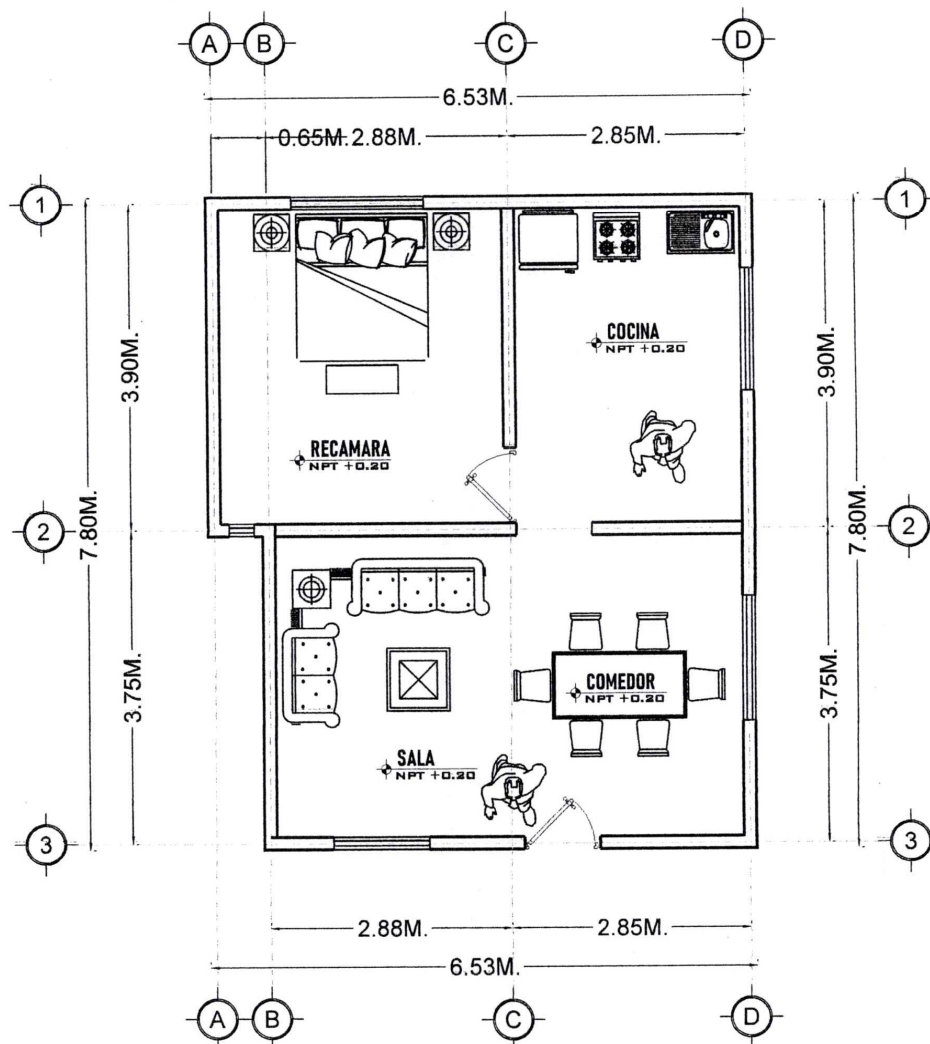 A B C D
6.53M.
0.65M. 2.88M. 2.85M.
1 1
3.90M. 3.90M.
COCINA
NPT +0.20
RECAMARA
NPT +0.20
7.80M. 7.80M.
2 2
3.75M. 3.75M.
COMEDOR
NPT +0.20
SALA
NPT +0.20
3 3
2.88M. 2.85M.
6.53M.
A B C D